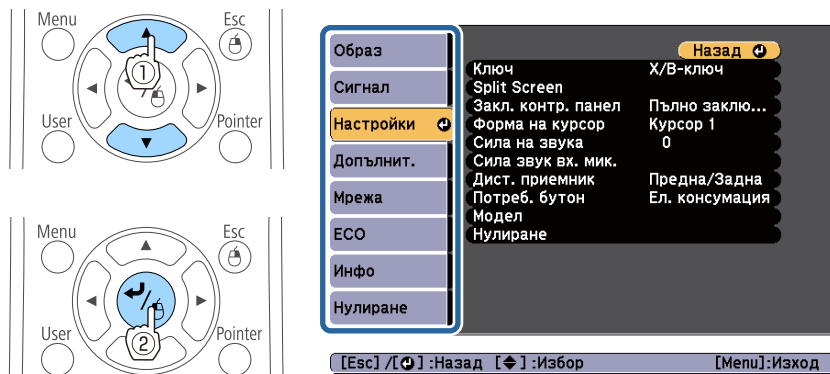 Menu
Esc
1
User
Pointer
Menu
Esc
2
User
Pointer
Образ
Сигнал
Настройки
Допълнит.
Мрежа
ECO
Инфо
Нулиране
Назад
Ключ Х/В-ключ
Split Screen
Закл. контр. панел Пълно заклю...
Форма на курсор Курсор 1
Сила на звука 0
Сила звук вх. мик.
Дист. приемник Предна/Задна
Потреб. бутон Ел. консумация
Модел
Нулиране
[Esc] /[ ] :Назад [ ] :Избор [Menu]:Изход